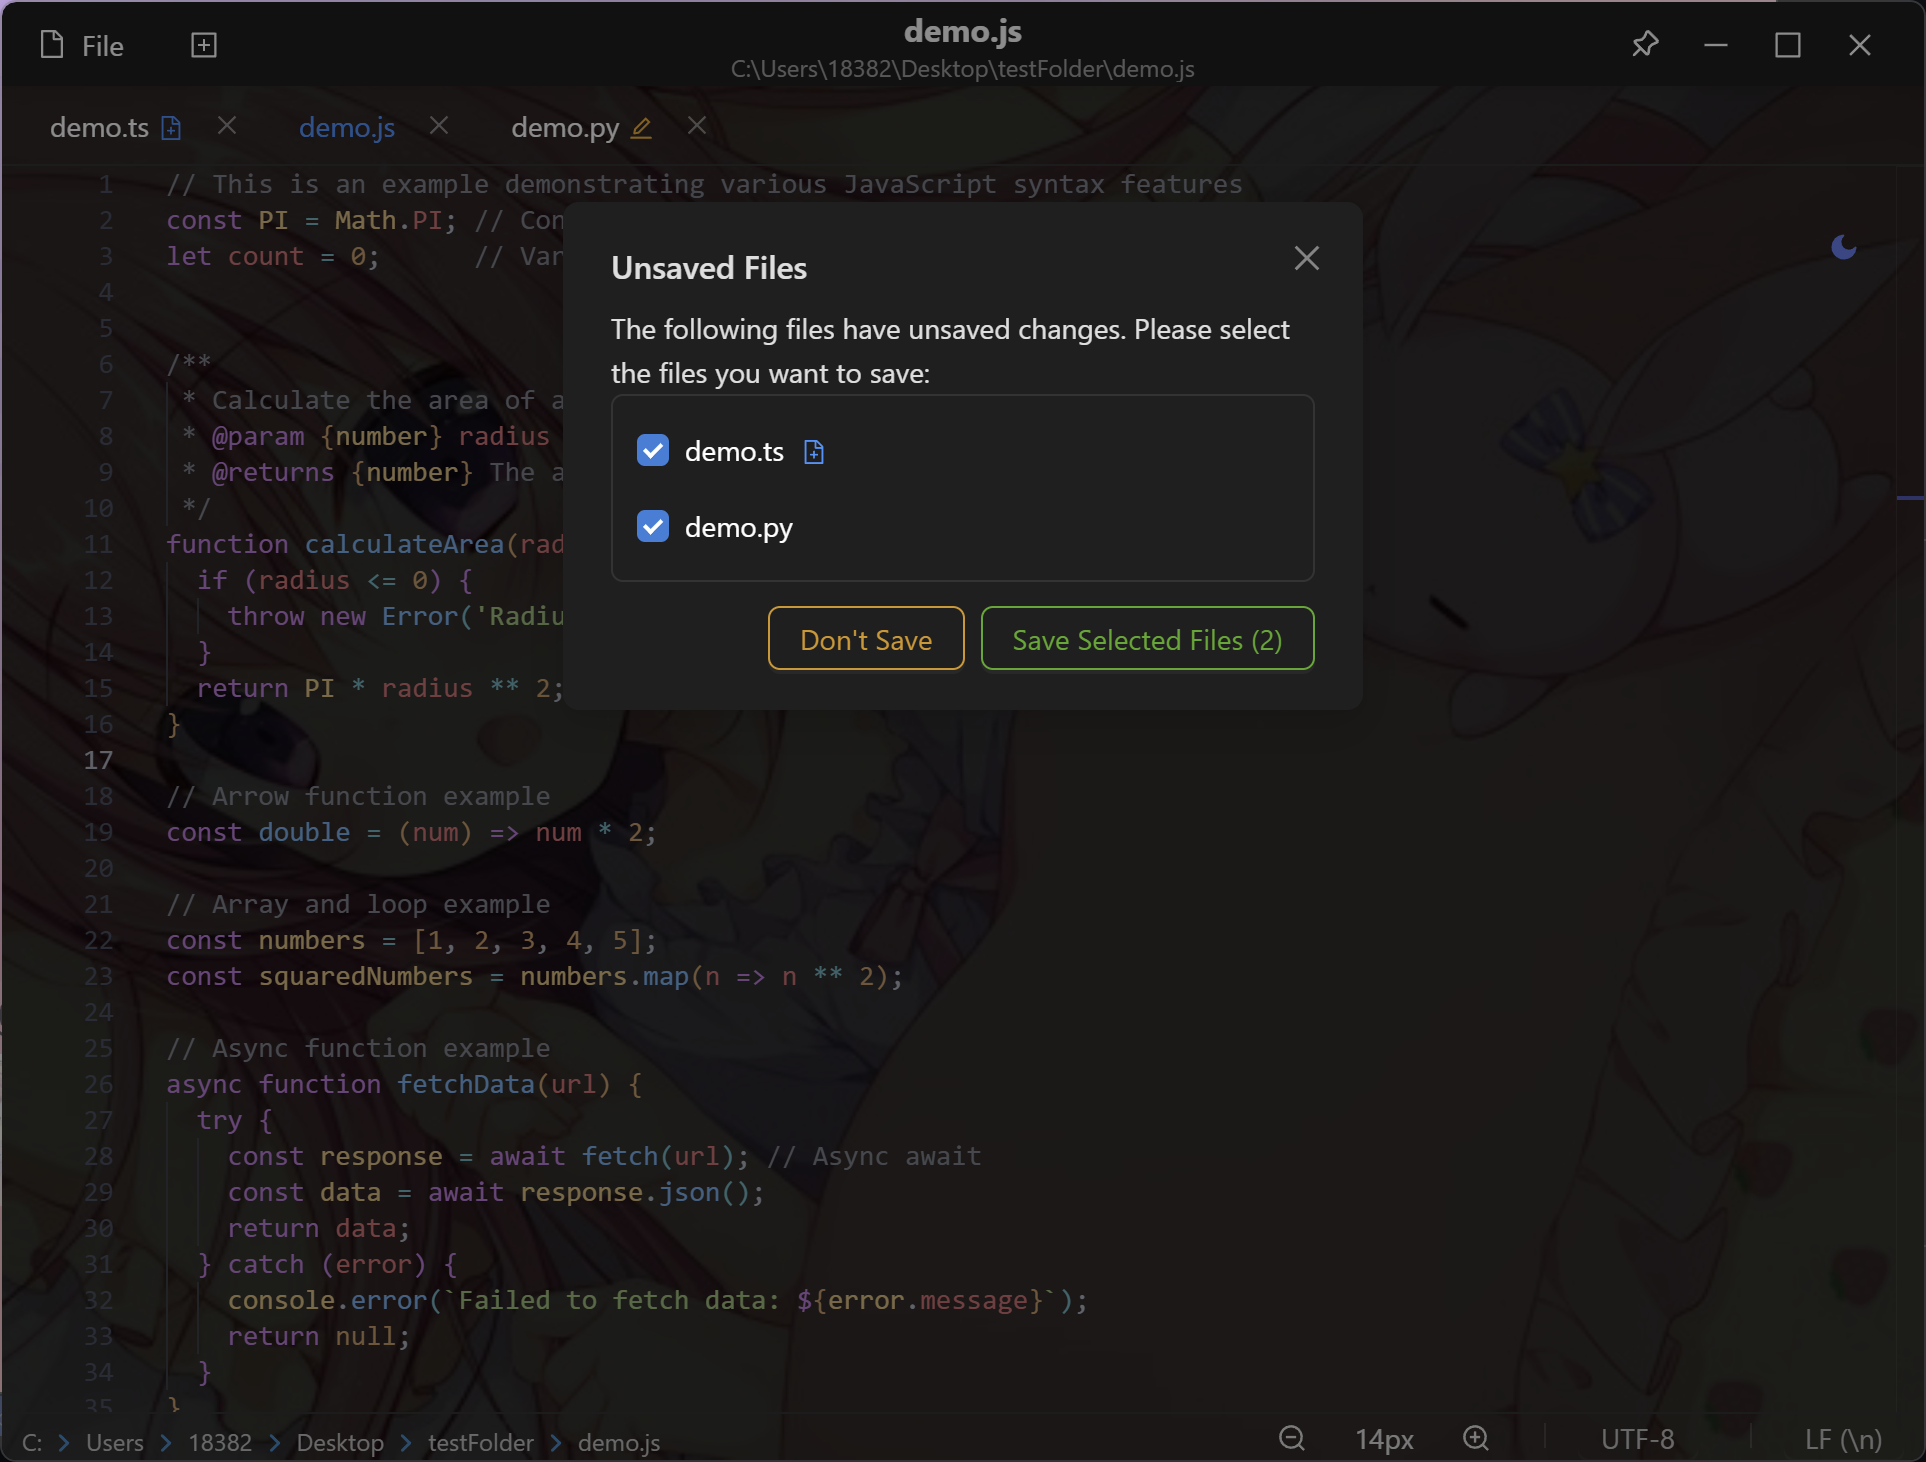 File
demo.js
C:\Users\18382\Desktop\testFolder\demo.js
demo.ts
demo.js
demo.py
1 // This is an example demonstrating various JavaScript syntax features
2 const PI = Math.PI; // Con
3 let count = 0;      // Var
4
5
6 /**
7  * Calculate the area of a
8  * @param {number} radius
9  * @returns {number} The a
10  */
11 function calculateArea(rad
12   if (radius <= 0) {
13     throw new Error('Radiu
14   }
15   return PI * radius ** 2;
16 }
17
18 // Arrow function example
19 const double = (num) => num * 2;
20
21 // Array and loop example
22 const numbers = [1, 2, 3, 4, 5];
23 const squaredNumbers = numbers.map(n => n ** 2);
24
25 // Async function example
26 async function fetchData(url) {
27   try {
28     const response = await fetch(url); // Async await
29     const data = await response.json();
30     return data;
31   } catch (error) {
32     console.error(`Failed to fetch data: ${error.message}`);
33     return null;
34   }
35 }
Unsaved Files
The following files have unsaved changes. Please select
the files you want to save:
demo.ts
demo.py
Don't Save
Save Selected Files (2)
C: > Users > 18382 > Desktop > testFolder > demo.js
14px
UTF-8
LF (\n)